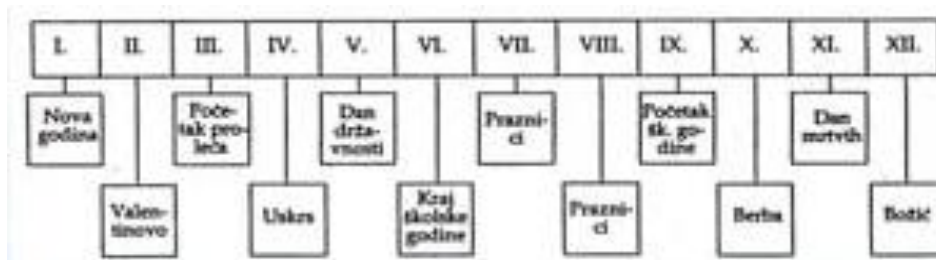 I. II. III. IV. V. VI. VII. VIII. IX. X. XI. XII.
Nova
godina
Valen-
tinovo
Poče-
tak pro-
leća
Uskrs
Dan
drža-
vnosti
Kraj
školske
godine
Prazni-
ci
Prazni-
ci
Početak
šk. go-
dine
Berba
Dan
mrtvih
Božić